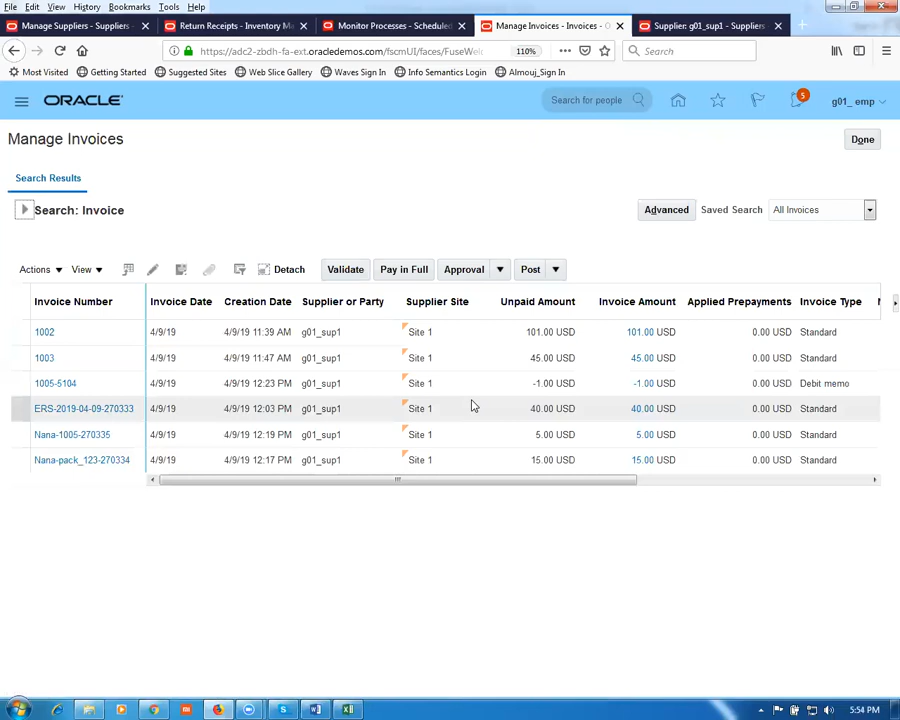 File Edit View History Bookmarks Tools Help
Manage Suppliers - Suppliers Return Receipts - Inventory M Monitor Processes - Scheduled Manage Invoices - Invoices - O Supplier: g01_sup1 - Suppliers
https://adc2-zbdh-fa-ext.oracledemos.com/fscmUI/faces/FuseWel 110% Search
Most Visited Getting Started Suggested Sites Web Slice Gallery Waves Sign In Info Semantics Login Almouj_Sign In
ORACLE Search for people 5 g01_ emp
Manage Invoices Done
Search Results
Search: Invoice Advanced Saved Search All Invoices
Actions View Detach Validate Pay in Full Approval Post
Invoice Number Invoice Date Creation Date Supplier or Party Supplier Site Unpaid Amount Invoice Amount Applied Prepayments Invoice Type
1002 4/9/19 4/9/19 11:39 AM g01_sup1 Site 1 101.00 USD 101.00 USD 0.00 USD Standard
1003 4/9/19 4/9/19 11:47 AM g01_sup1 Site 1 45.00 USD 45.00 USD 0.00 USD Standard
1005-5104 4/9/19 4/9/19 12:23 PM g01_sup1 Site 1 -1.00 USD -1.00 USD 0.00 USD Debit memo
ERS-2019-04-09-270333 4/9/19 4/9/19 12:03 PM g01_sup1 Site 1 40.00 USD 40.00 USD 0.00 USD Standard
Nana-1005-270335 4/9/19 4/9/19 12:19 PM g01_sup1 Site 1 5.00 USD 5.00 USD 0.00 USD Standard
Nana-pack_123-270334 4/9/19 4/9/19 12:17 PM g01_sup1 Site 1 15.00 USD 15.00 USD 0.00 USD Standard
5:54 PM